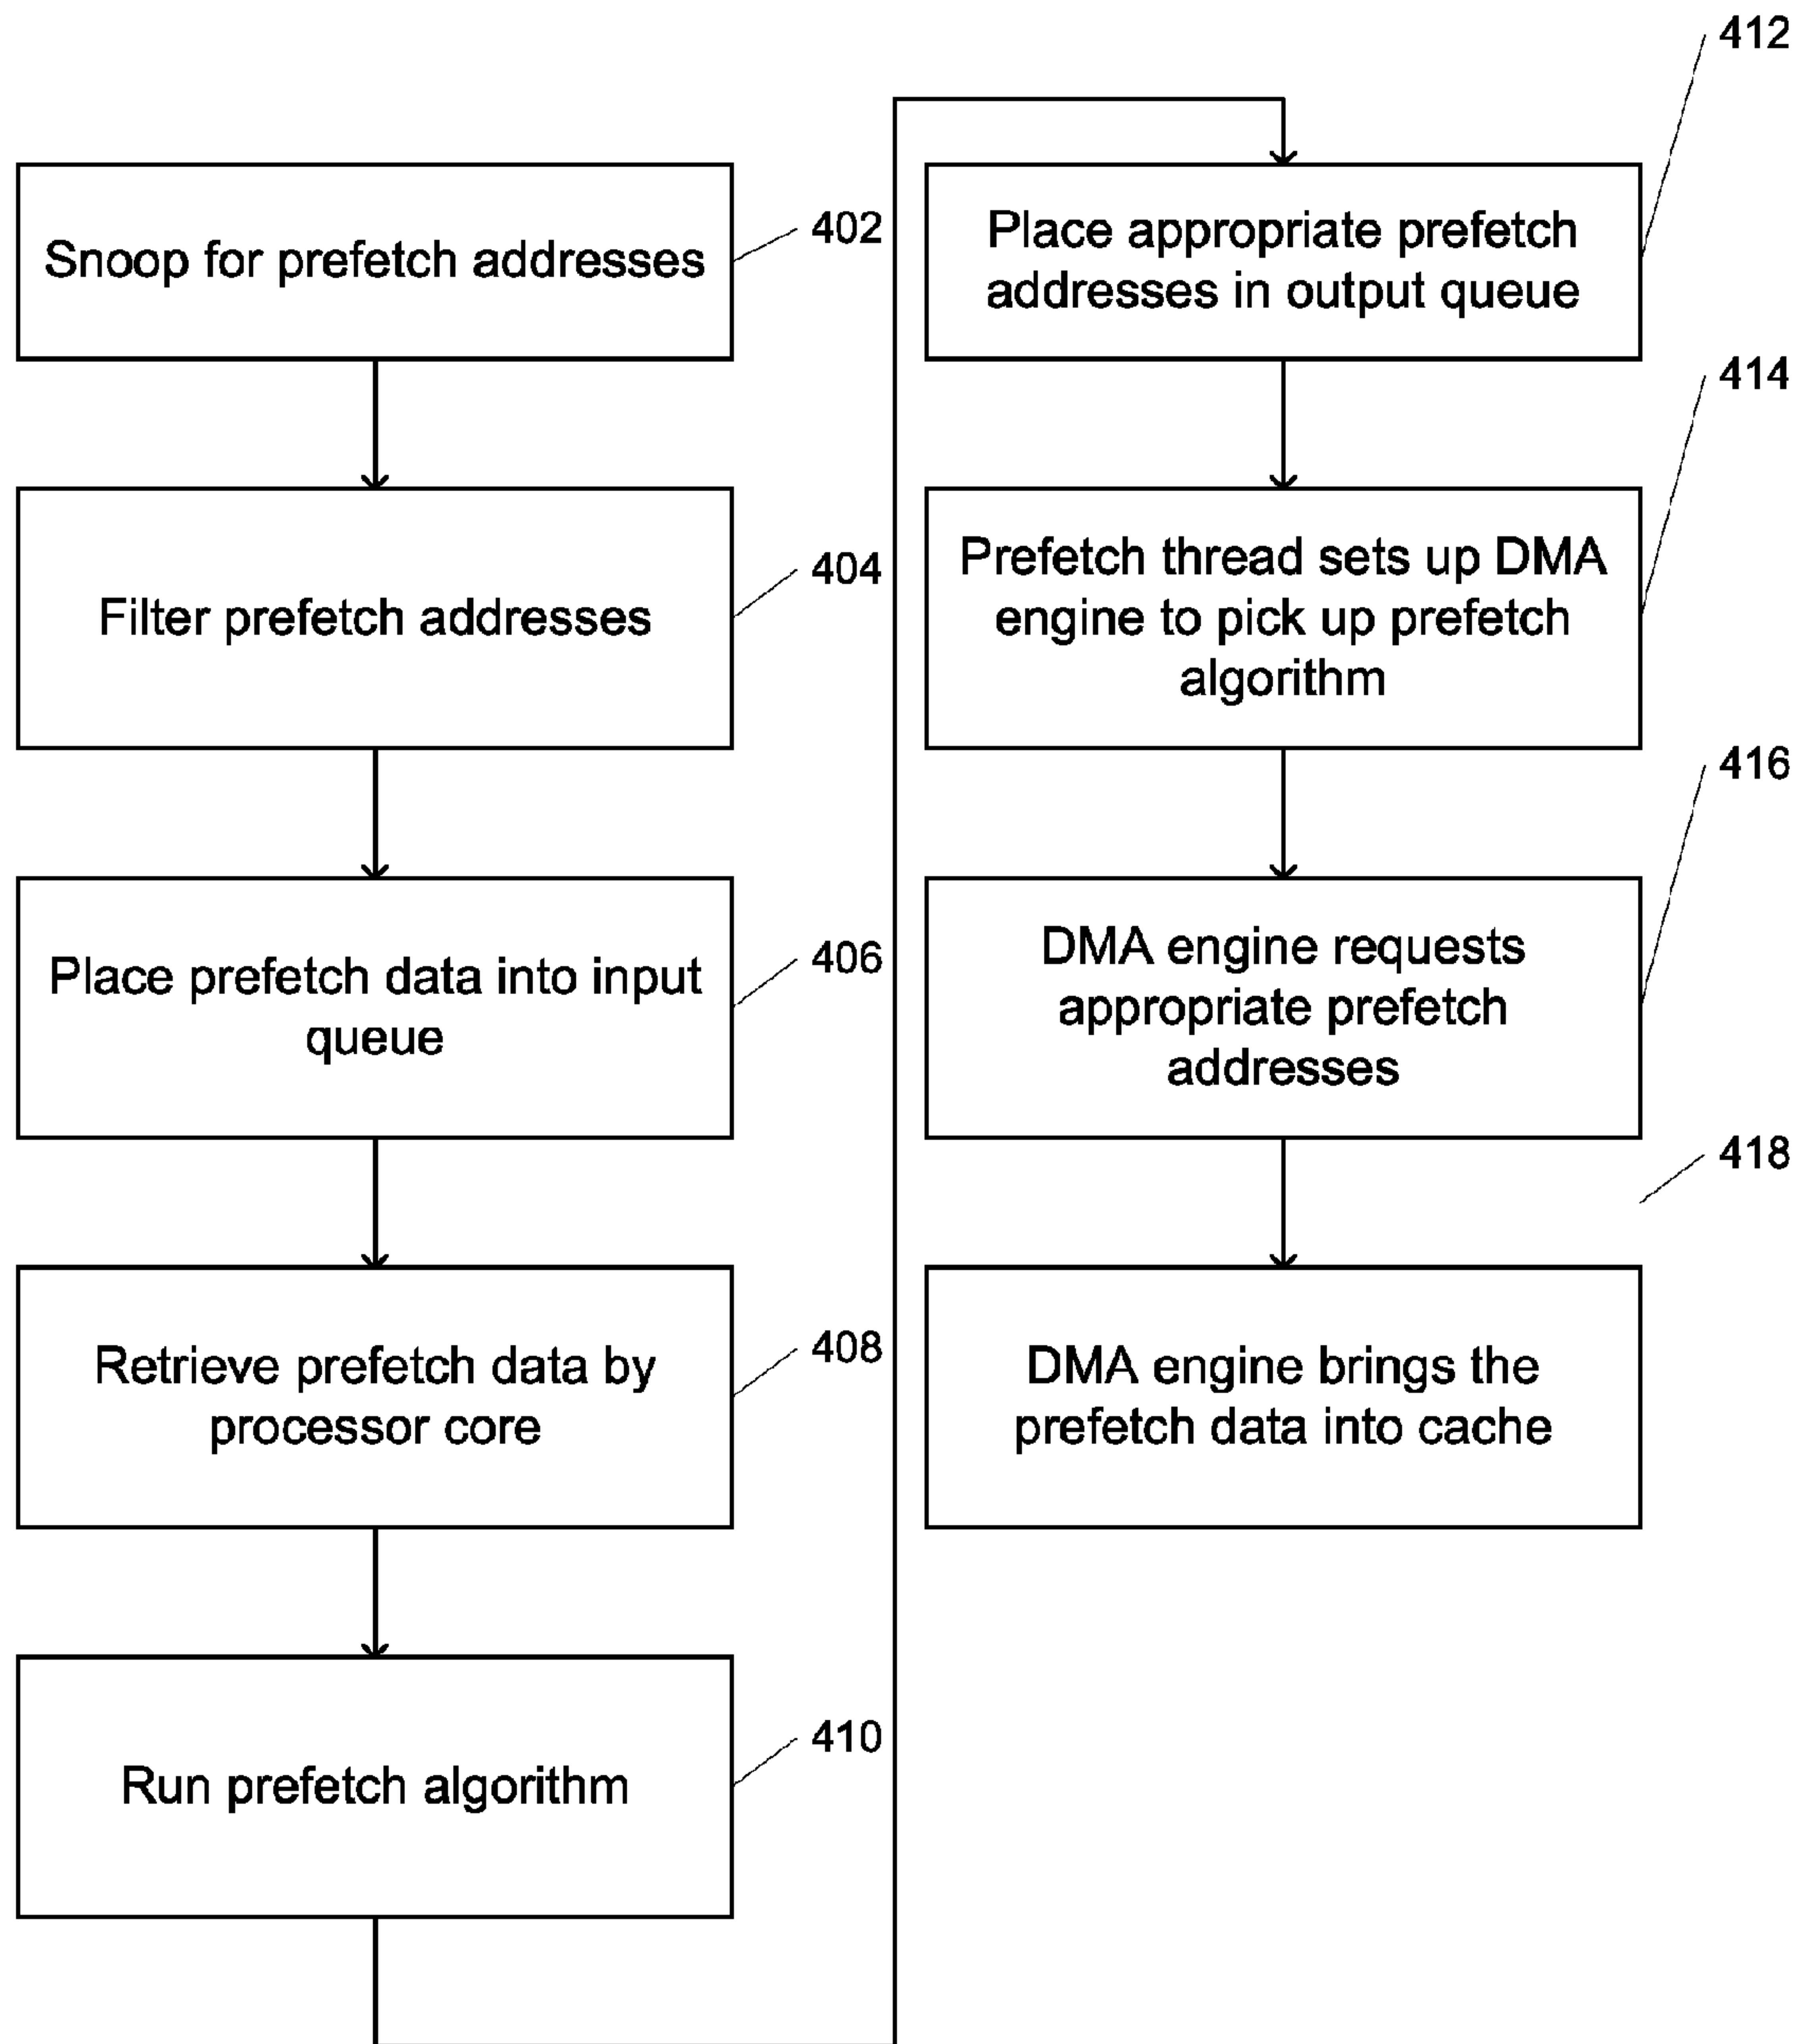 Snoop for prefetch addresses
402
Filter prefetch addresses
404
Place prefetch data into input
queue
406
Retrieve prefetch data by
processor core
408
Run prefetch algorithm
410
412
Place appropriate prefetch
addresses in output queue
414
Prefetch thread sets up DMA
engine to pick up prefetch
algorithm
416
DMA engine requests
appropriate prefetch
addresses
418
DMA engine brings the
prefetch data into cache